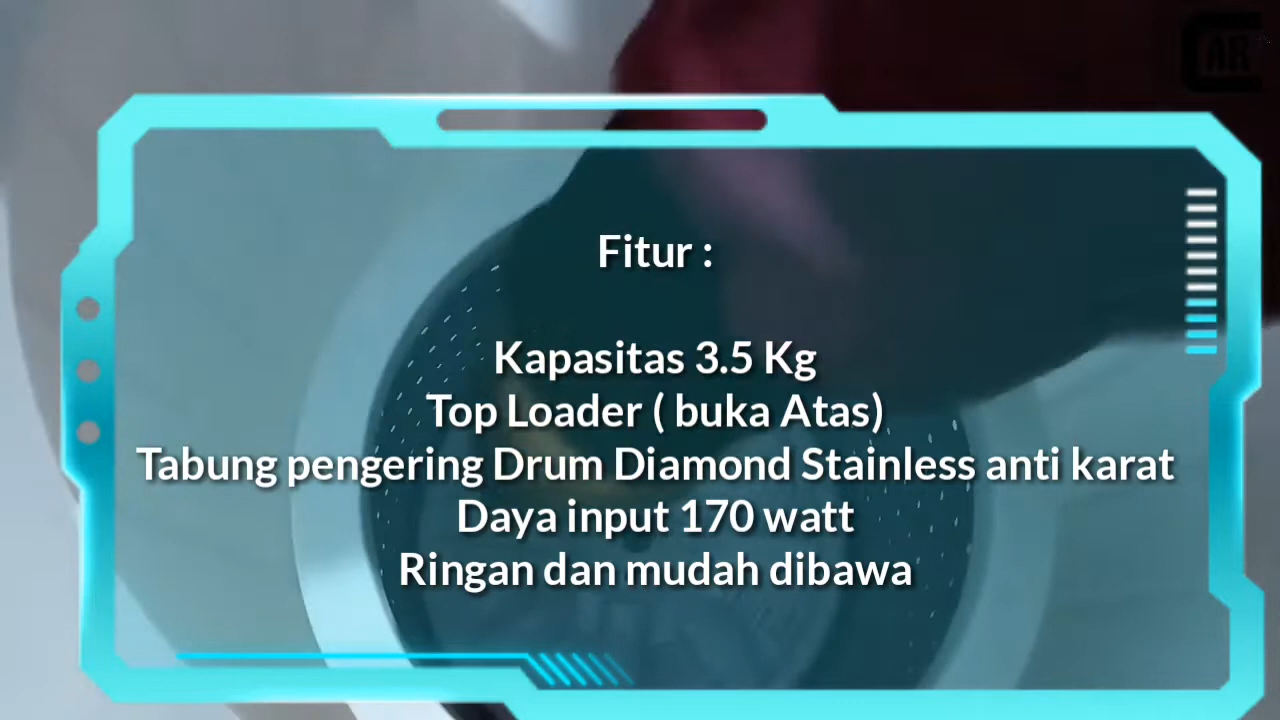 Fitur :
Kapasitas 3.5 Kg
Top Loader ( buka Atas)
Tabung pengering Drum Diamond Stainless anti karat
Daya input 170 watt
Ringan dan mudah dibawa